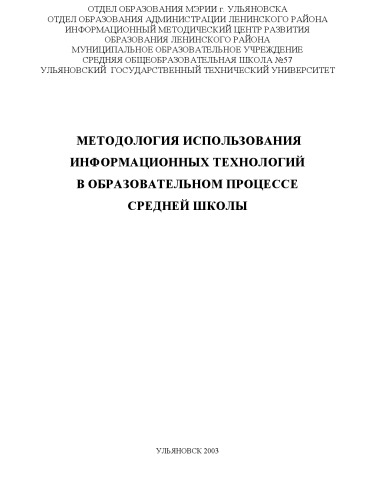 ОТДЕЛ ОБРАЗОВАНИЯ МЭРИИ г. УЛЬЯНОВСКА
ОТДЕЛ ОБРАЗОВАНИЯ АДМИНИСТРАЦИИ ЛЕНИНСКОГО РАЙОНА
ИНФОРМАЦИОННЫЙ МЕТОДИЧЕСКИЙ ЦЕНТР РАЗВИТИЯ
ОБРАЗОВАНИЯ ЛЕНИНСКОГО РАЙОНА
МУНИЦИПАЛЬНОЕ ОБРАЗОВАТЕЛЬНОЕ УЧРЕЖДЕНИЕ
СРЕДНЯЯ ОБЩЕОБРАЗОВАТЕЛЬНАЯ ШКОЛА №57
УЛЬЯНОВСКИЙ ГОСУДАРСТВЕННЫЙ ТЕХНИЧЕСКИЙ УНИВЕРСИТЕТ
МЕТОДОЛОГИЯ ИСПОЛЬЗОВАНИЯ
ИНФОРМАЦИОННЫХ ТЕХНОЛОГИЙ
В ОБРАЗОВАТЕЛЬНОМ ПРОЦЕССЕ
СРЕДНЕЙ ШКОЛЫ
УЛЬЯНОВСК 2003